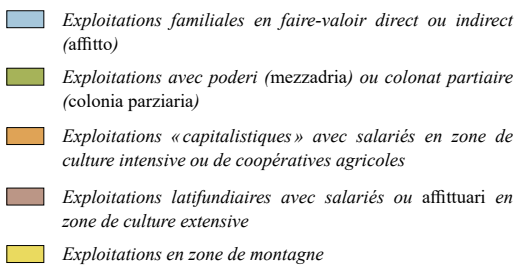 Exploitations familiales en faire-valoir direct ou indirect
(affitto)
Exploitations avec poderi (mezzadria) ou colonat partiaire
(colonia parziaria)
Exploitations « capitalistiques » avec salariés en zone de
culture intensive ou de coopératives agricoles
Exploitations latifundiaires avec salariés ou affittuari en
zone de culture extensive
Exploitations en zone de montagne